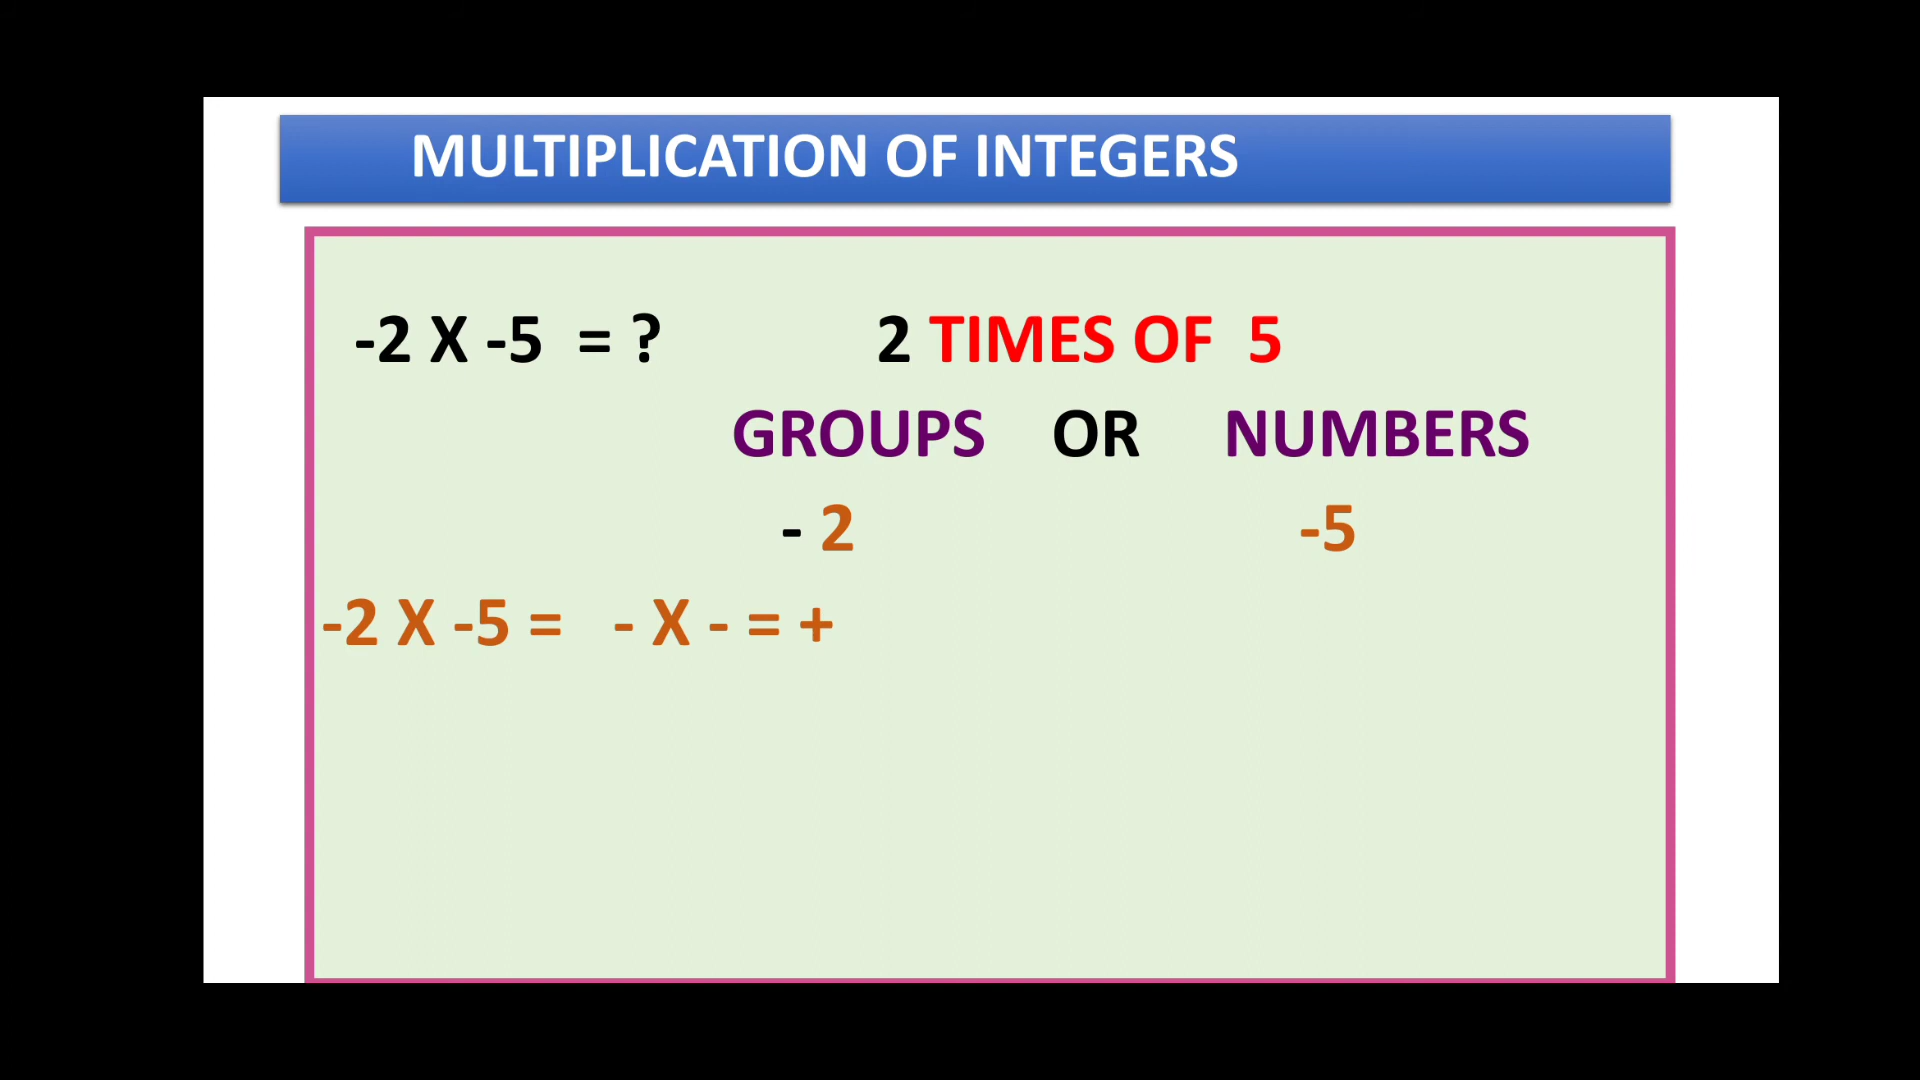 MULTIPLICATION OF INTEGERS
-2 X -5 = ? 2 TIMES OF 5
GROUPS OR NUMBERS
- 2 -5
-2 X -5 = - X - = +